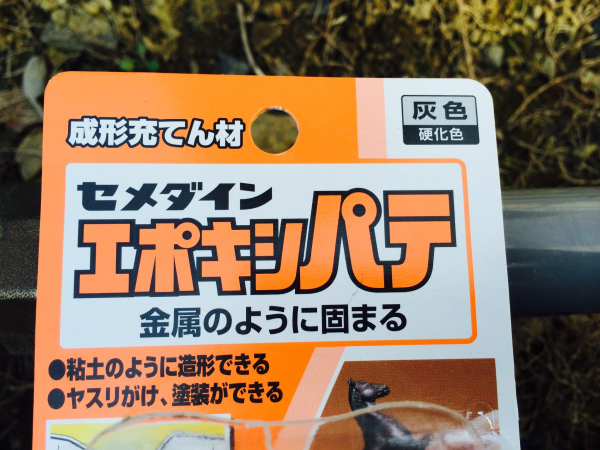 成形充てん材
灰色
硬化色
セメダイン
エポキシパテ
金属のように固まる
●粘土のように造形できる
●ヤスリがけ、塗装ができる